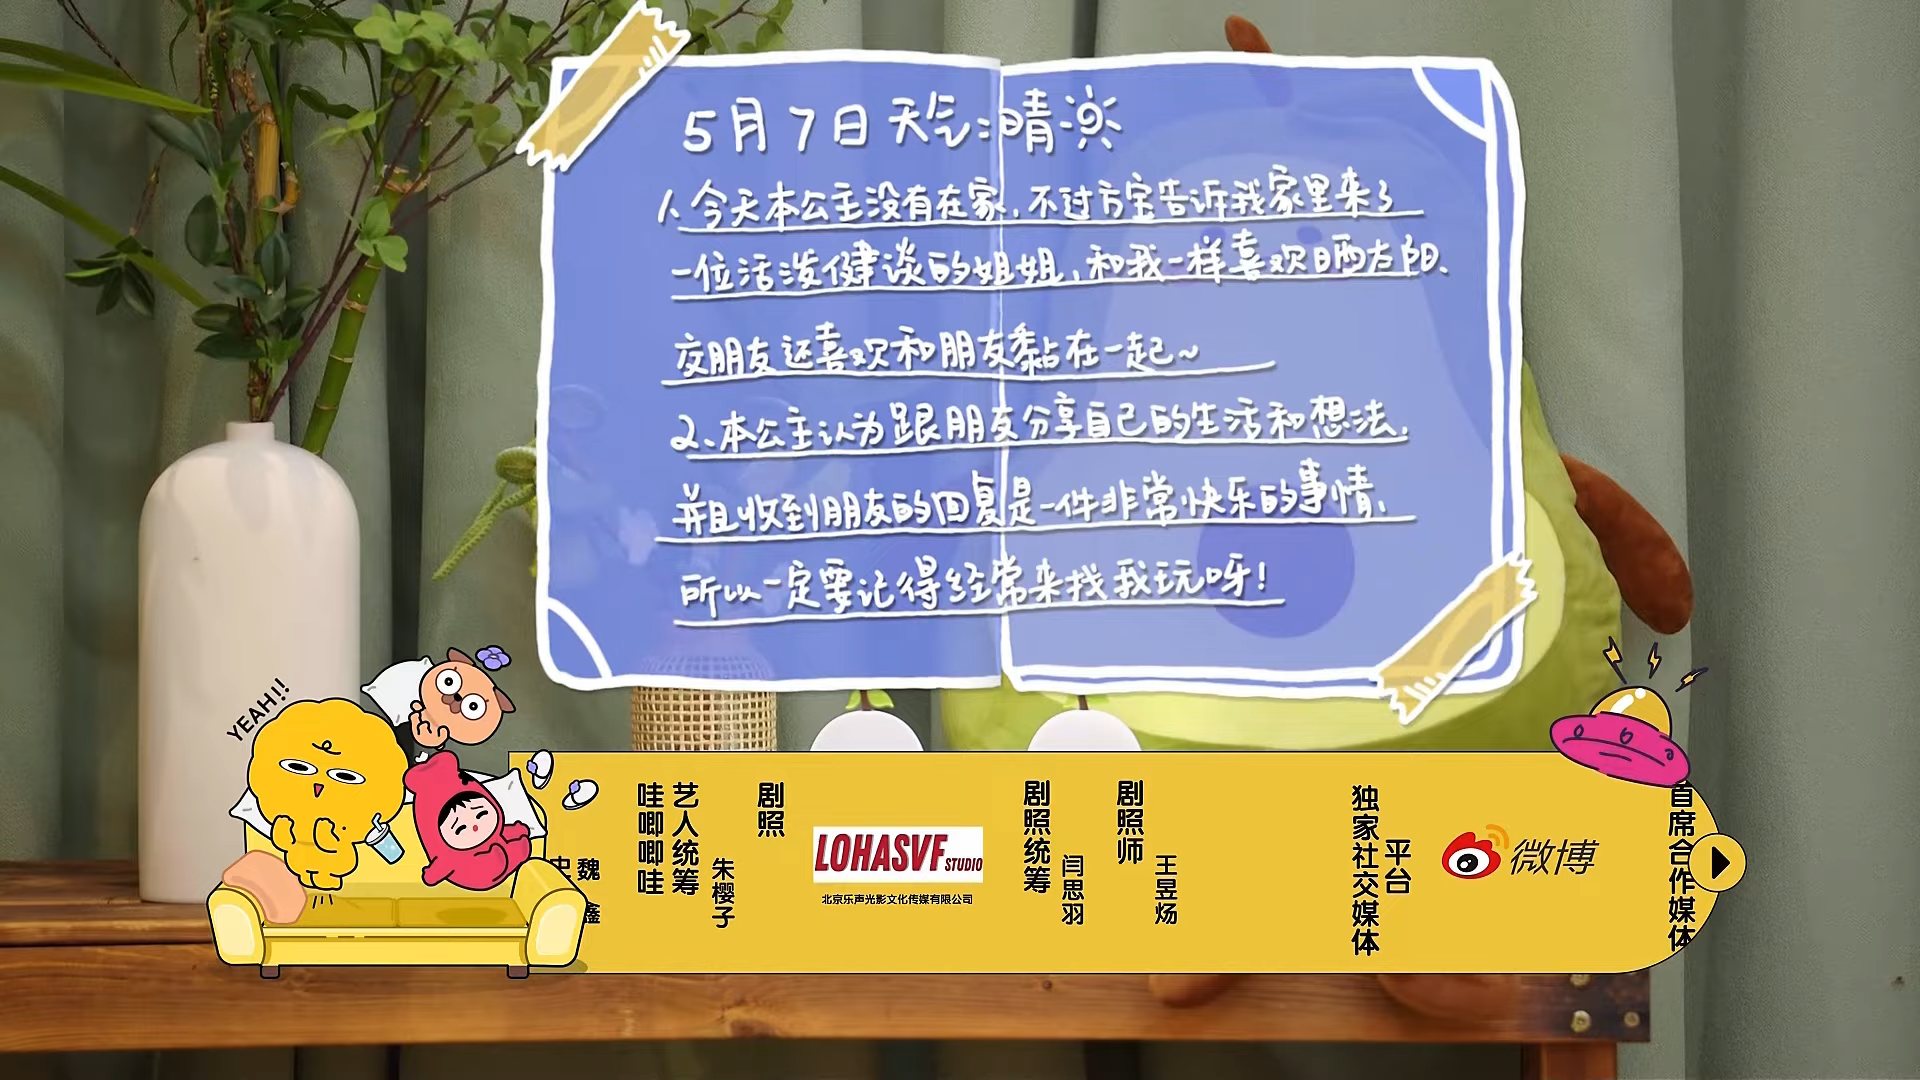 5月7日天气:晴
1、今天本公主没有在家,不过方宝告诉我家里来了
一位活泼健谈的姐姐,和我一样喜欢晒太阳、
交朋友还喜欢和朋友黏在一起~
2、本公主认为跟朋友分享自己的生活和想法,
并且收到朋友的回复是一件非常快乐的事情,
所以一定要记得经常来找我玩呀!
YEAH!!
魏
鑫
哇唧唧哇
艺人统筹
朱樱子
剧照
LOHASVF STUDIO
北京乐声光影文化传媒有限公司
剧照统筹
闫思羽
剧照师
王昱炀
独家社交媒体
平台
微博
首席合作媒体